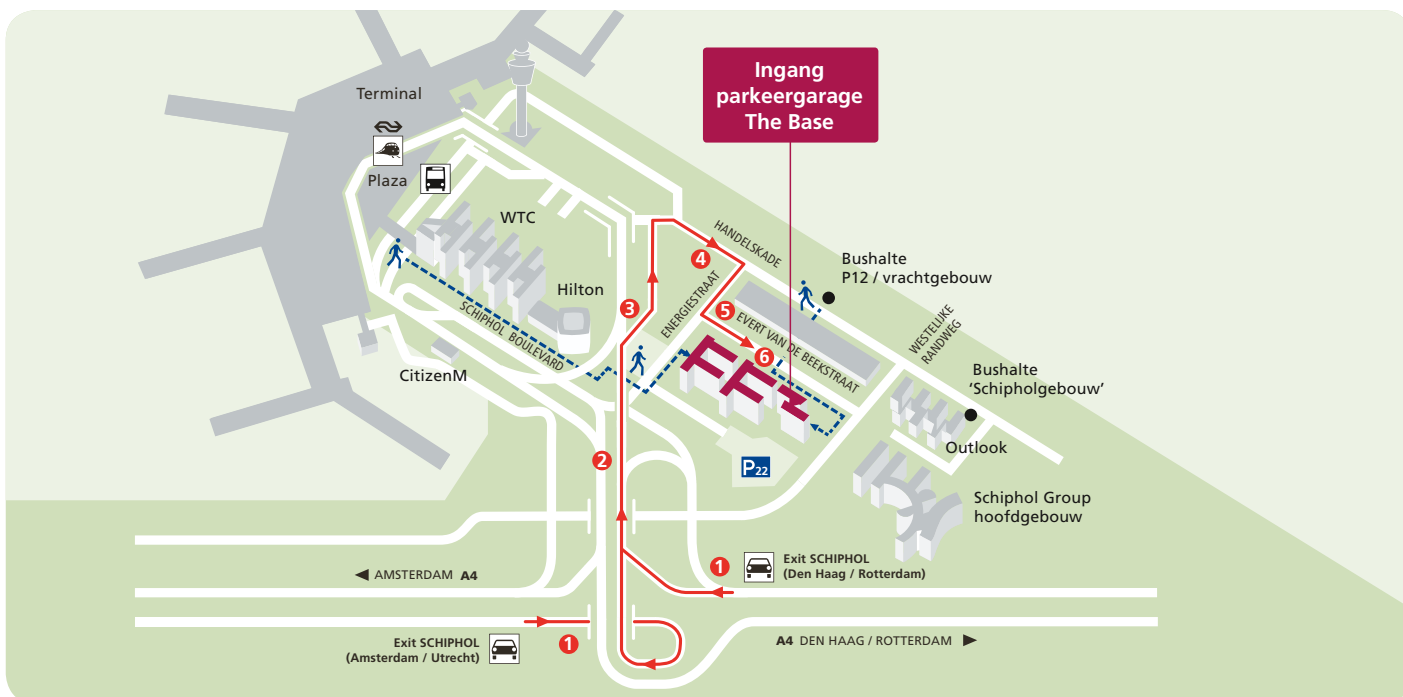 Ingang
parkeergarage
The Base
Terminal
Plaza
WTC
Hilton
CitizenM
SCHIPHOL BOULEVARD
HANDELSKADE
ENERGIESTRAAT
EVERT VAN DE BEEKSTRAAT
WESTELIJKE
RANDWEG
Bushalte
P12 / vrachtgebouw
Bushalte
‘Schipholgebouw’
Outlook
Schiphol Group
hoofdgebouw
P22
3
4
5
6
2
1
Exit SCHIPHOL
(Den Haag / Rotterdam)
AMSTERDAM A4
1
Exit SCHIPHOL
(Amsterdam / Utrecht)
A4 DEN HAAG / ROTTERDAM